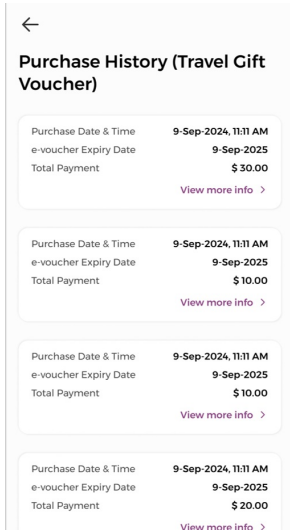 Purchase History (Travel Gift
Voucher)
Purchase Date & Time 9-Sep-2024, 11:11 AM
e-voucher Expiry Date 9-Sep-2025
Total Payment $ 30.00
View more info >
Purchase Date & Time 9-Sep-2024, 11:11 AM
e-voucher Expiry Date 9-Sep-2025
Total Payment $ 10.00
View more info >
Purchase Date & Time 9-Sep-2024, 11:11 AM
e-voucher Expiry Date 9-Sep-2025
Total Payment $ 10.00
View more info >
Purchase Date & Time 9-Sep-2024, 11:11 AM
e-voucher Expiry Date 9-Sep-2025
Total Payment $ 20.00
View more info >